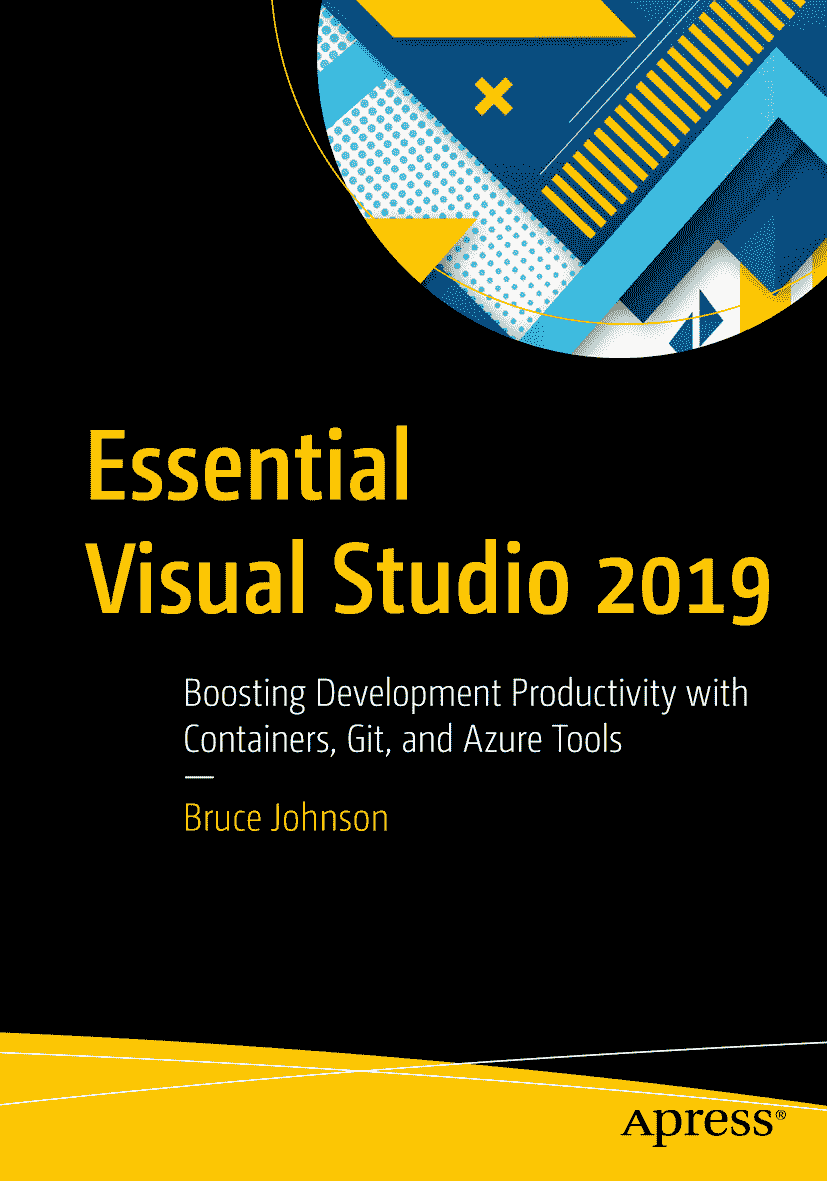 Essential
Visual Studio 2019
Boosting Development Productivity with
Containers, Git, and Azure Tools
Bruce Johnson
Apress®